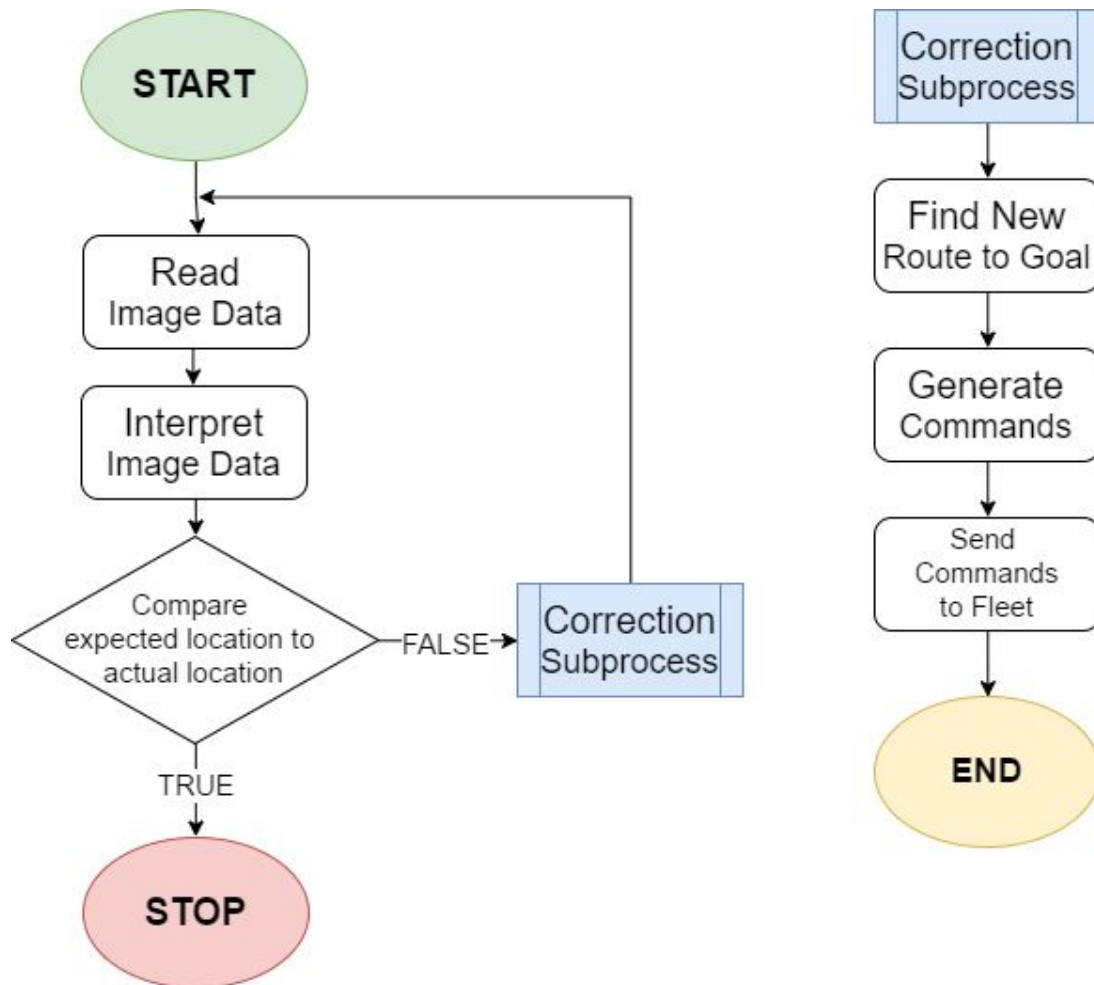 START
Read
Image Data
Interpret
Image Data
Compare
expected location to
actual location
FALSE
Correction
Subprocess
TRUE
STOP
Correction
Subprocess
Find New
Route to Goal
Generate
Commands
Send
Commands
to Fleet
END